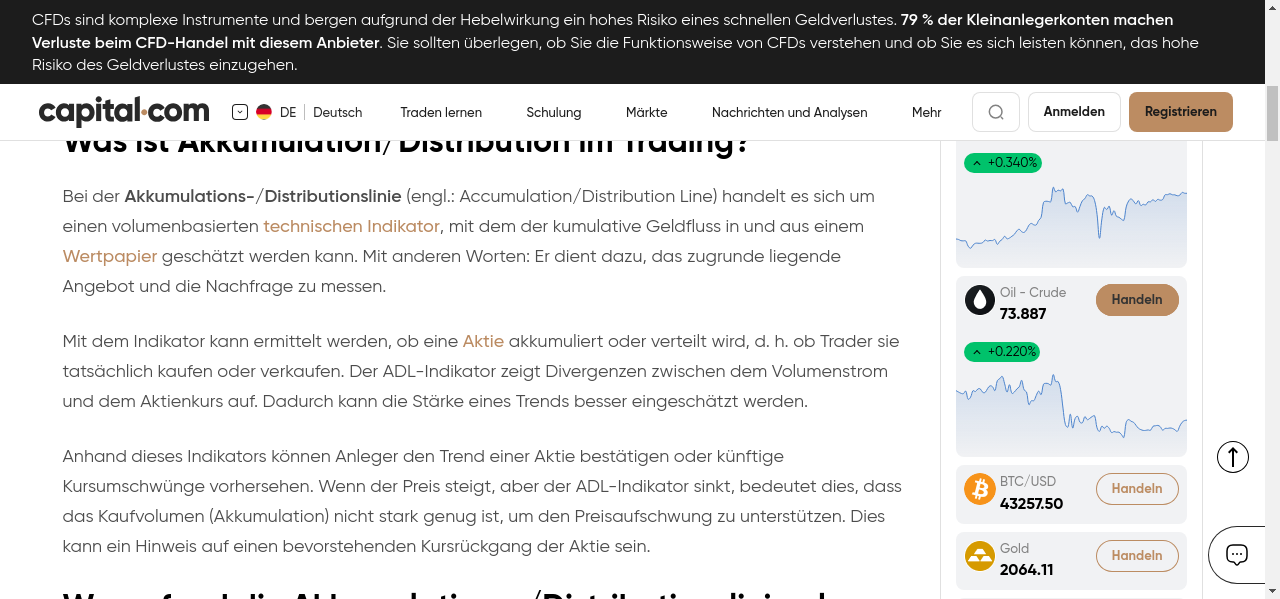 CFDs sind komplexe Instrumente und bergen aufgrund der Hebelwirkung ein hohes Risiko eines schnellen Geldverlustes. 79 % der Kleinanlegerkonten machen
Verluste beim CFD-Handel mit diesem Anbieter. Sie sollten überlegen, ob Sie die Funktionsweise von CFDs verstehen und ob Sie es sich leisten können, das hohe
Risiko des Geldverlustes einzugehen.
capital.com
DE
Deutsch
Traden lernen
Schulung
Märkte
Nachrichten und Analysen
Mehr
Anmelden
Registrieren
Was ist Akkumulation/Distribution im Trading?
Bei der Akkumulations-/Distributionslinie (engl.: Accumulation/Distribution Line) handelt es sich um
einen volumenbasierten technischen Indikator, mit dem der kumulative Geldfluss in und aus einem
Wertpapier geschätzt werden kann. Mit anderen Worten: Er dient dazu, das zugrunde liegende
Angebot und die Nachfrage zu messen.
Mit dem Indikator kann ermittelt werden, ob eine Aktie akkumuliert oder verteilt wird, d. h. ob Trader sie
tatsächlich kaufen oder verkaufen. Der ADL-Indikator zeigt Divergenzen zwischen dem Volumenstrom
und dem Aktienkurs auf. Dadurch kann die Stärke eines Trends besser eingeschätzt werden.
Anhand dieses Indikators können Anleger den Trend einer Aktie bestätigen oder künftige
Kursumschwünge vorhersehen. Wenn der Preis steigt, aber der ADL-Indikator sinkt, bedeutet dies, dass
das Kaufvolumen (Akkumulation) nicht stark genug ist, um den Preisaufschwung zu unterstützen. Dies
kann ein Hinweis auf einen bevorstehenden Kursrückgang der Aktie sein.
+0.340%
Oil - Crude
73.887
Handeln
+0.220%
BTC/USD
43257.50
Handeln
Gold
2064.11
Handeln